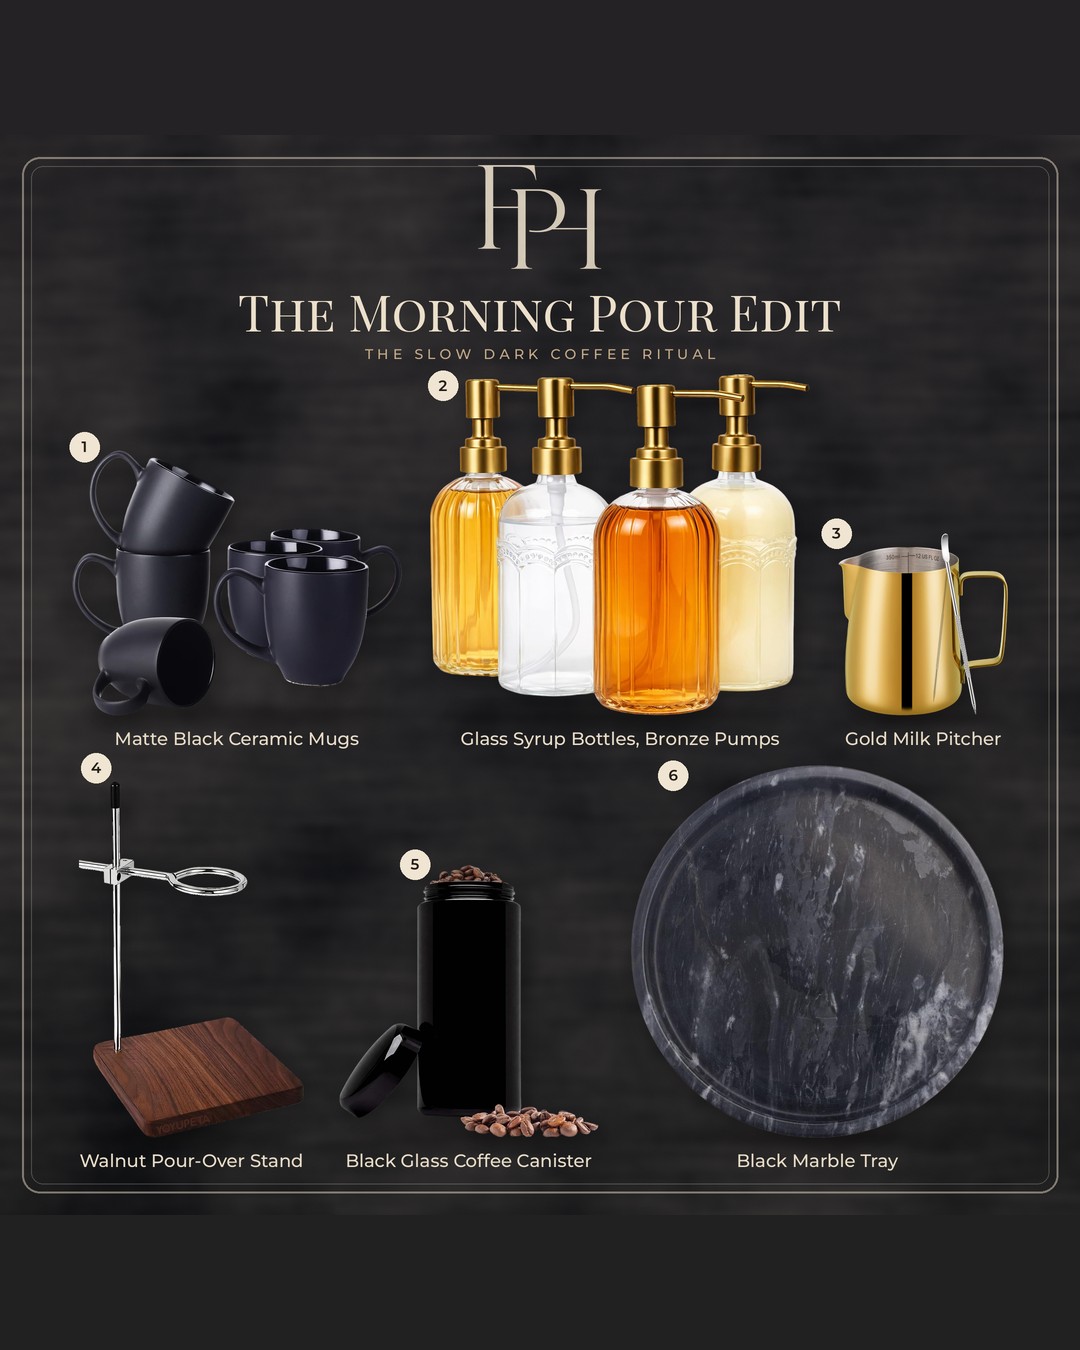 FPH
THE MORNING POUR EDIT
THE SLOW DARK COFFEE RITUAL
1
2
3
Matte Black Ceramic Mugs
Glass Syrup Bottles, Bronze Pumps
Gold Milk Pitcher
4
5
6
YOYUPETA
Walnut Pour-Over Stand
Black Glass Coffee Canister
Black Marble Tray